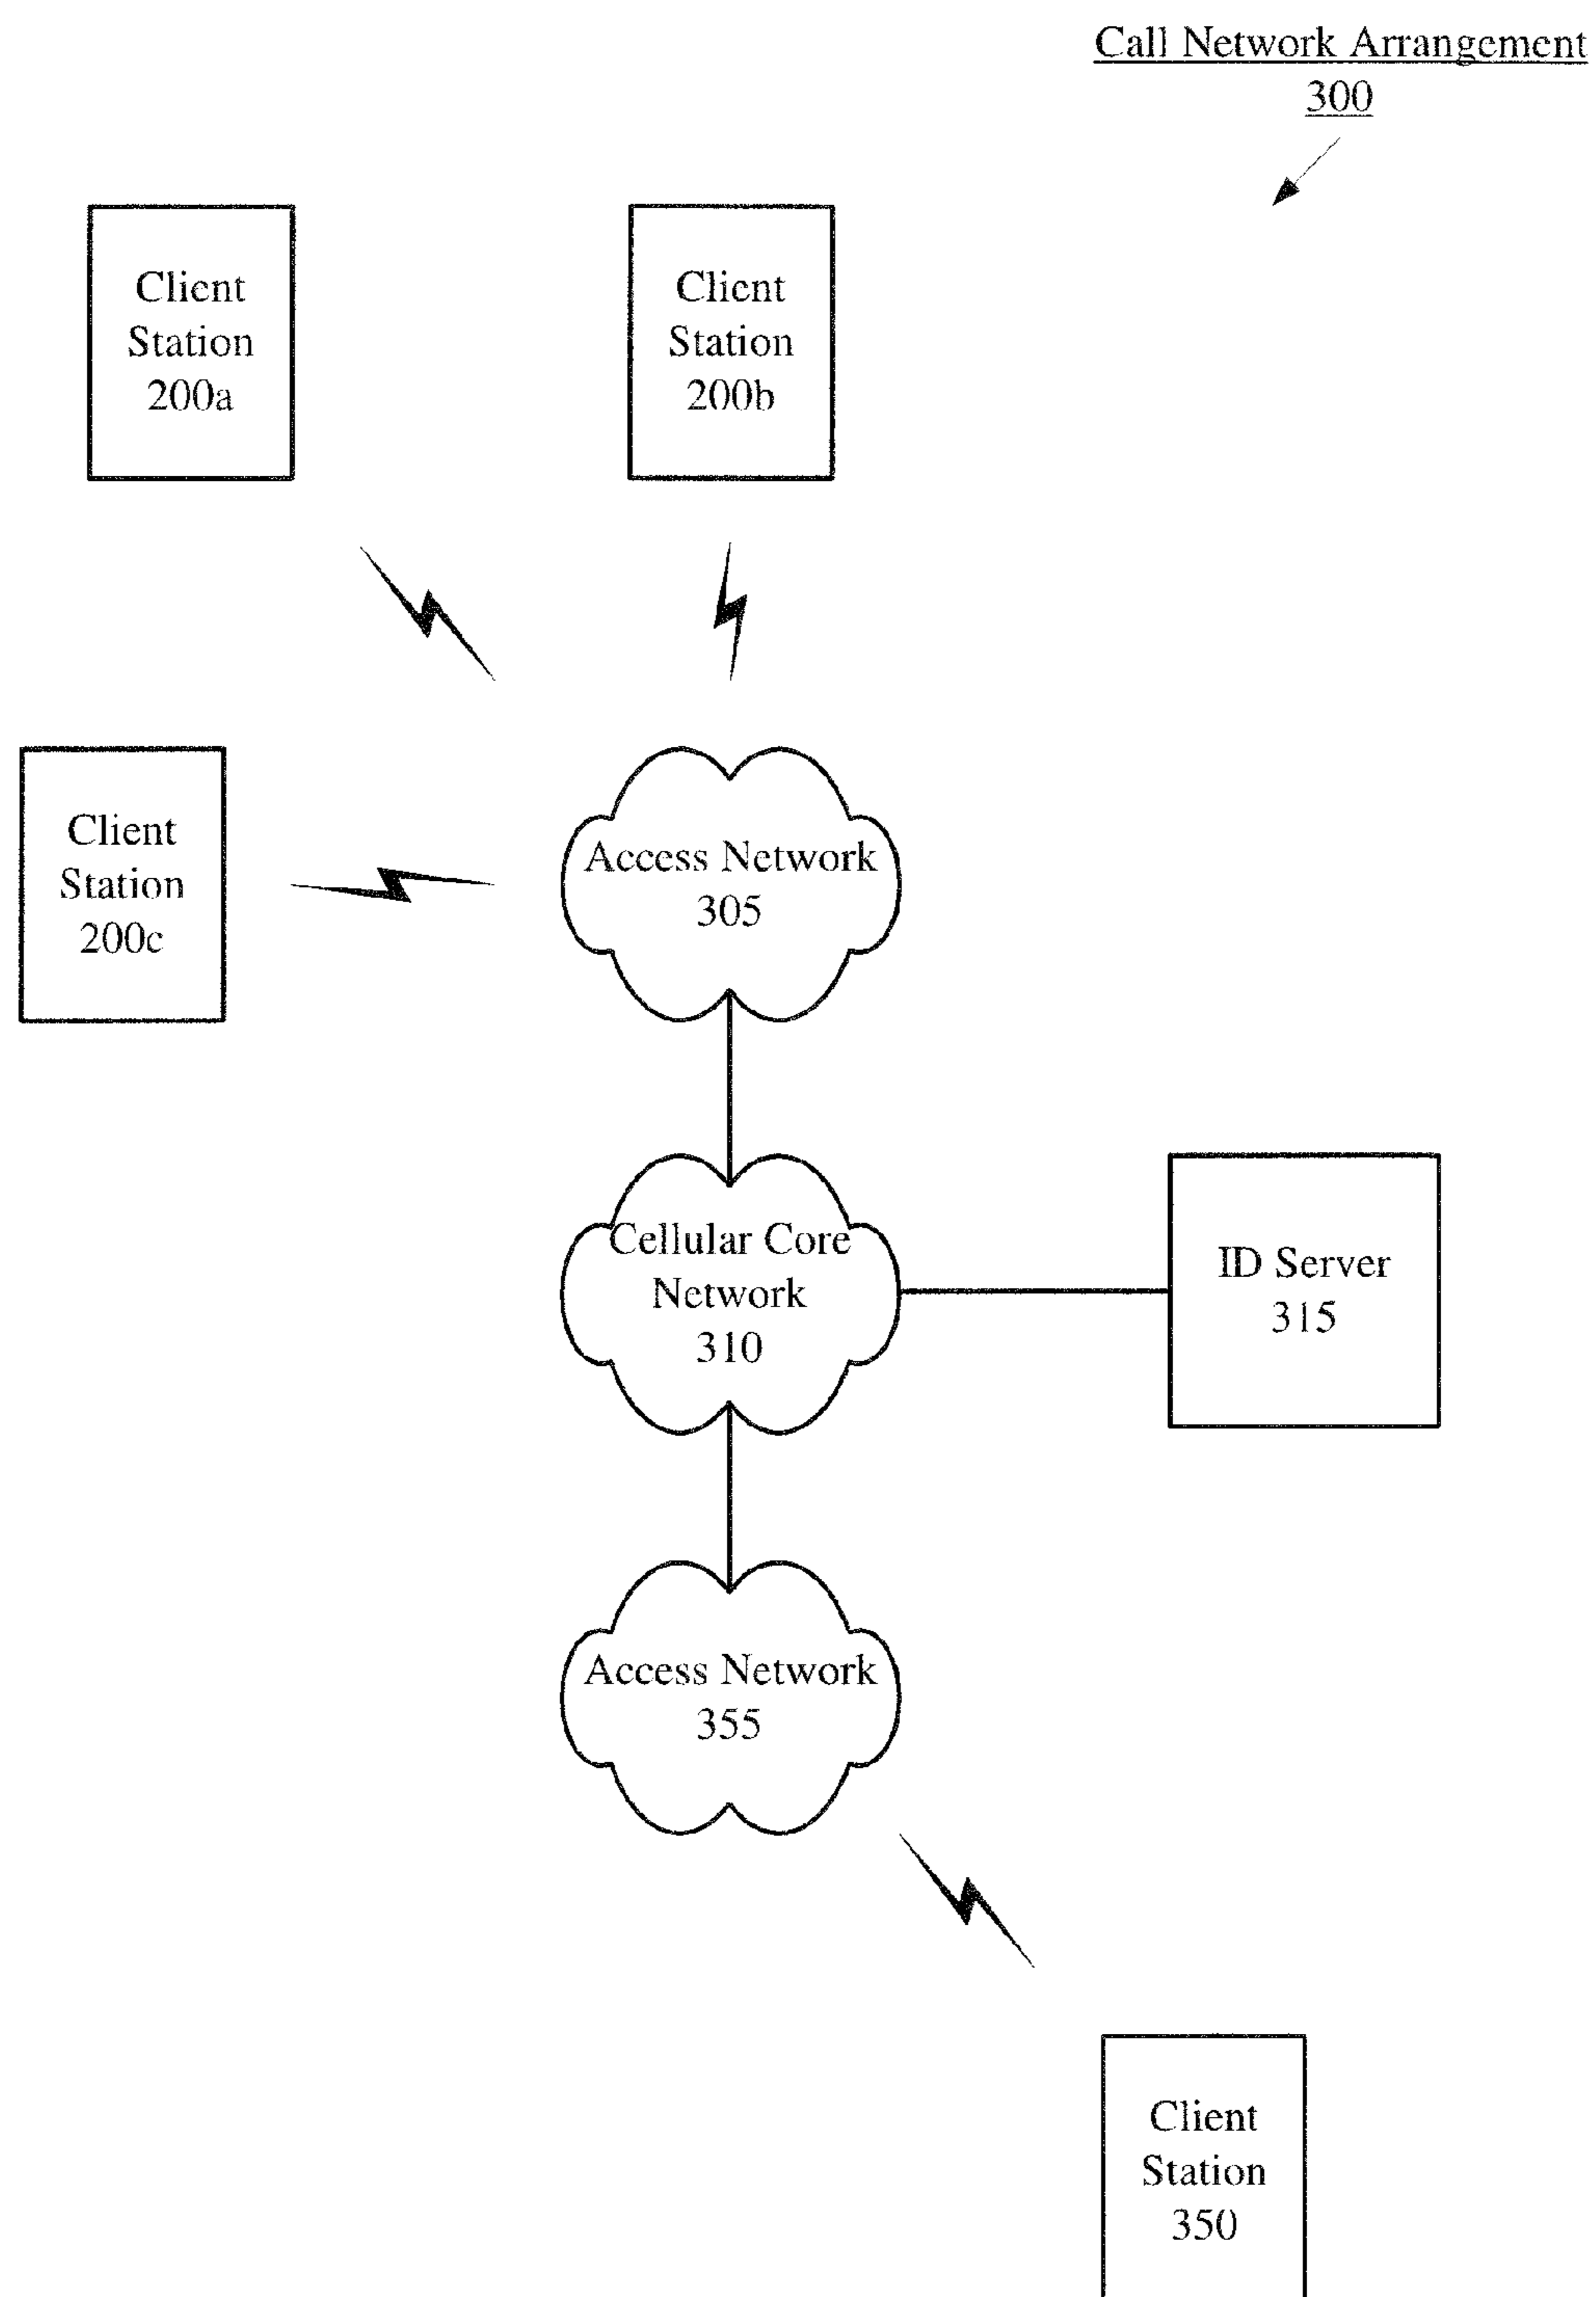 Call Network Arrangement
300
Client
Station
200a
Client
Station
200b
Client
Station
200c
Access Network
305
Cellular Core
Network
310
ID Server
315
Access Network
355
Client
Station
350